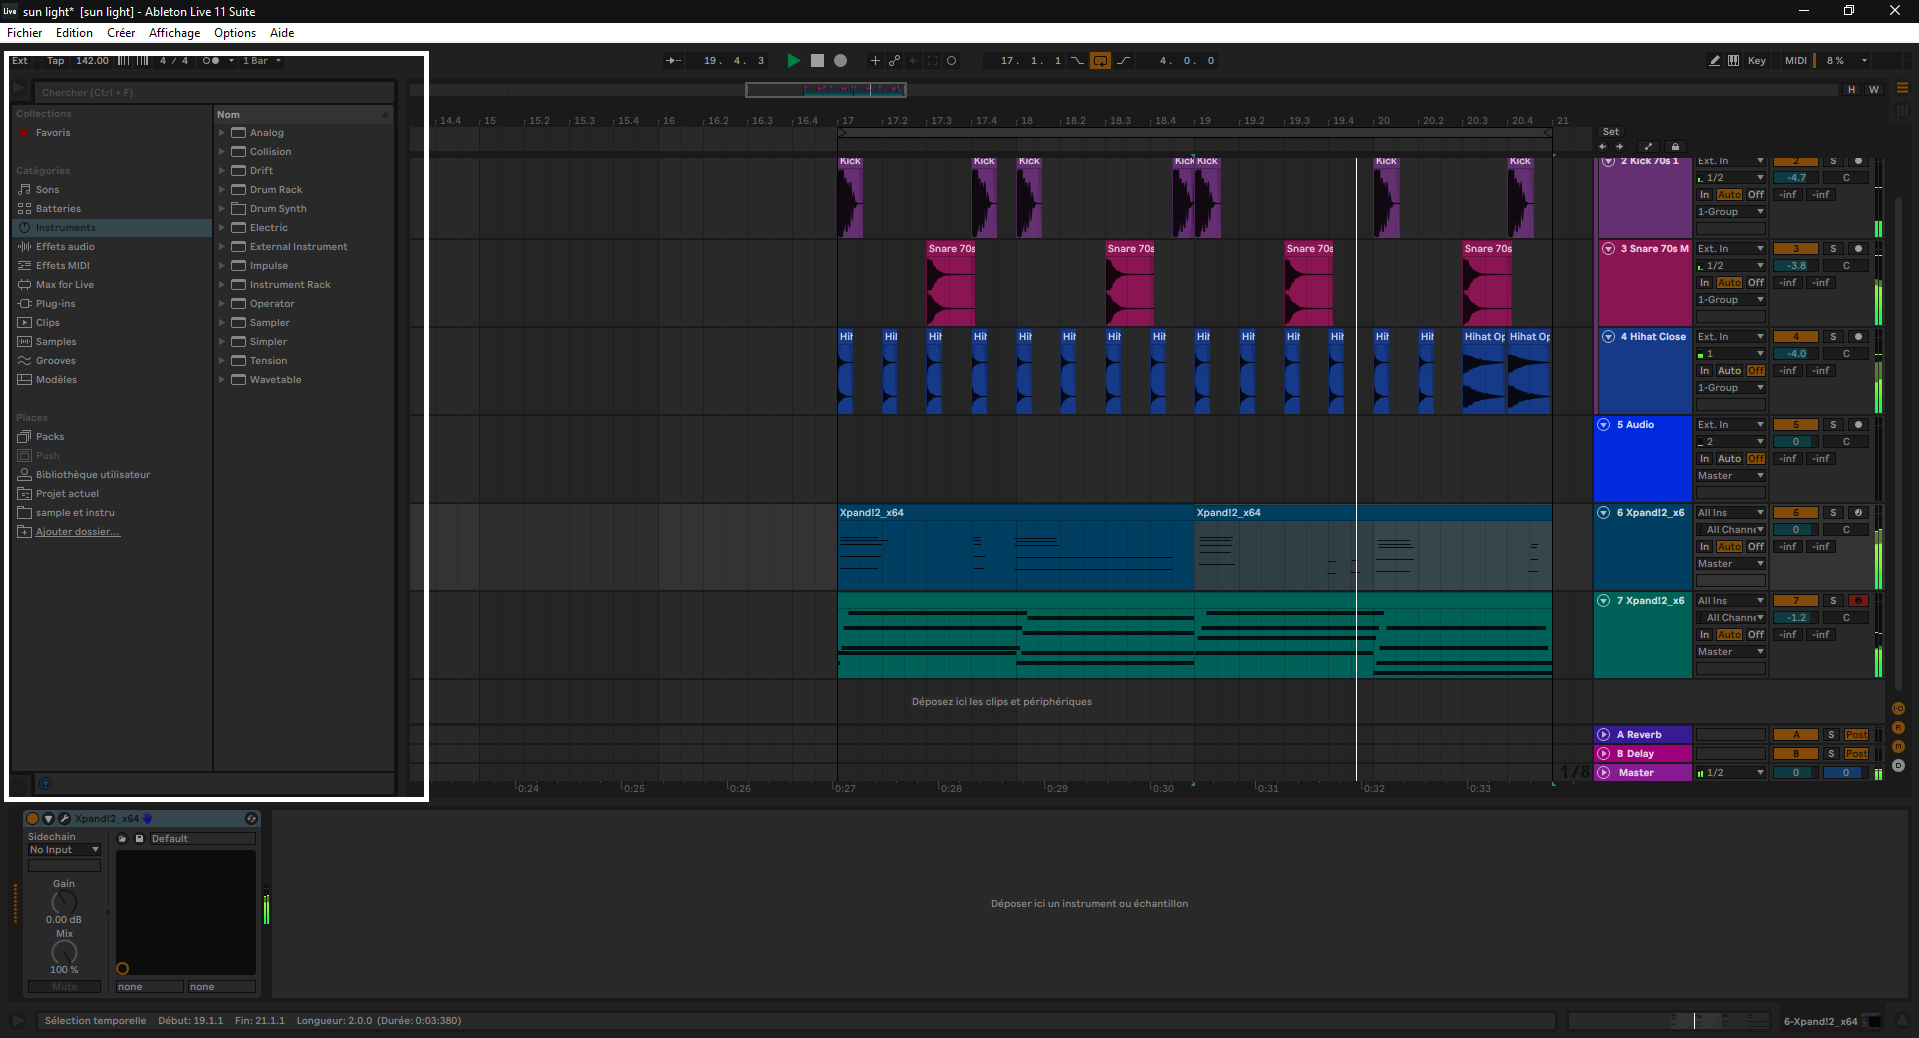 sun light*  [sun light] - Ableton Live 11 Suite
Fichier Edition Créer Affichage Options Aide
Ext Tap 142.00 4 / 4 1 Bar
19. 4. 3
17. 1. 1
4. 0. 0
Key MIDI 8 %
Chercher (Ctrl + F)
H W
Collections
Favoris
Catégories
Sons
Batteries
Instruments
Effets audio
Effets MIDI
Max for Live
Plug-ins
Clips
Samples
Grooves
Modèles
Places
Packs
Push
Bibliothèque utilisateur
Projet actuel
sample et instru
Ajouter dossier...
Nom
Analog
Collision
Drift
Drum Rack
Drum Synth
Electric
External Instrument
Impulse
Instrument Rack
Operator
Sampler
Simpler
Tension
Wavetable
14.4 15 15.2 15.3 15.4 16 16.2 16.3 16.4 17 17.2 17.3 17.4 18 18.2 18.3 18.4 19 19.2 19.3 19.4 20 20.2 20.3 20.4 21
Set
Kick Kick Kick Kick Kick Kick Kick
2 Kick 70s 1 Ext. In 2 S
1/2 -4.7 C
In Auto Off -inf -inf
1-Group
Snare 70s Snare 70s Snare 70s Snare 70s
3 Snare 70s M Ext. In 3 S
1/2 -3.8 C
In Auto Off -inf -inf
1-Group
Hih Hih Hih Hih Hih Hih Hih Hih Hih Hih Hih Hih Hih Hih Hihat Op Hihat Op
4 Hihat Close Ext. In 4 S
1 -4.0 C
In Auto Off -inf -inf
1-Group
5 Audio Ext. In 5 S
2 0 C
In Auto Off -inf -inf
Master
Xpand!2_x64 Xpand!2_x64
6 Xpand!2_x6 All Ins 6 S
All Channe 0 C
In Auto Off -inf -inf
Master
7 Xpand!2_x6 All Ins 7 S
All Channe -1.2 C
In Auto Off -inf -inf
Master
Déposez ici les clips et périphériques
A Reverb A S Post
B Delay B S Post
1/8 Master 1/2 0 0
0:24 0:25 0:26 0:27 0:28 0:29 0:30 0:31 0:32 0:33
Xpand!2_x64
Sidechain
No Input
Default
Gain
0.00 dB
Mix
100 %
Mute none none
Déposer ici un instrument ou échantillon
Sélection temporelle Début: 19.1.1 Fin: 21.1.1 Longueur: 2.0.0 (Durée: 0:03:380)
6-Xpand!2_x64